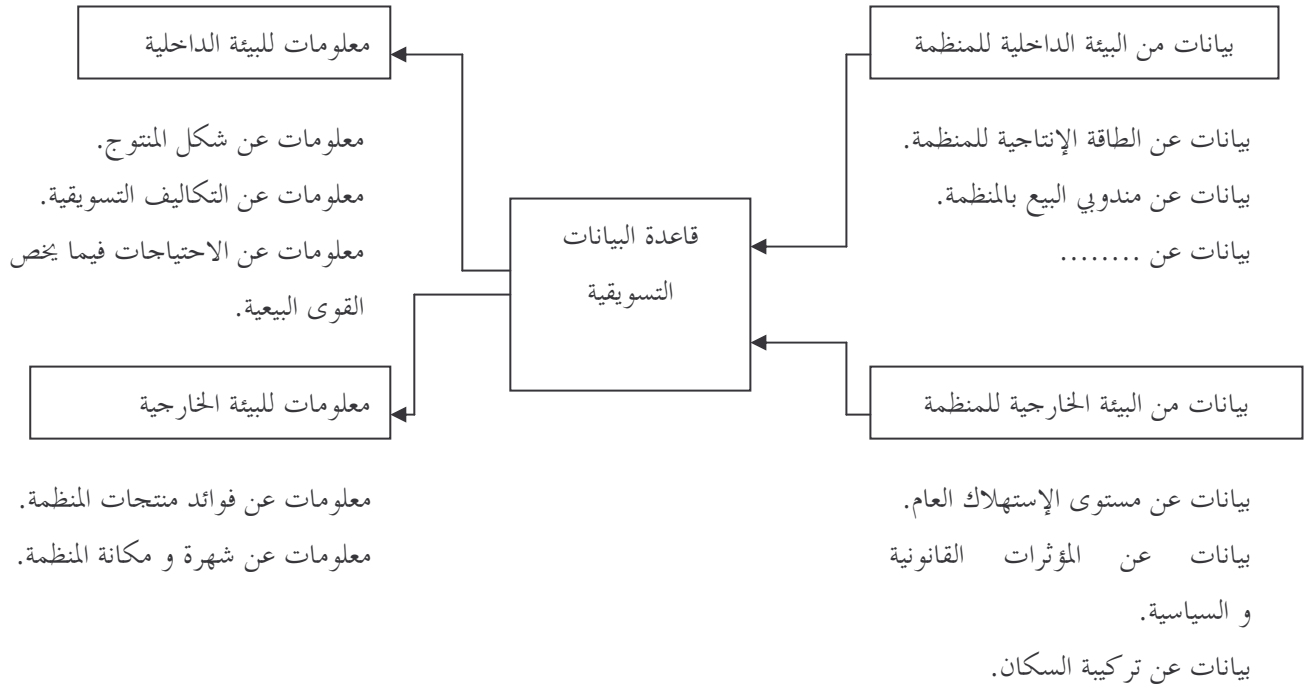 بيانات من البيئة الداخلية للمنظمة
بيانات عن الطاقة الإنتاجية للمنظمة.
بيانات عن مندوبي البيع بالمنظمة.
بيانات عن ........
بيانات من البيئة الخارجية للمنظمة
بيانات عن مستوى الإستهلاك العام.
بيانات عن المؤثرات القانونية
و السياسية.
بيانات عن تركيبة السكان.
قاعدة البيانات
التسويقية
معلومات للبيئة الداخلية
معلومات عن شكل المنتوج.
معلومات عن التكاليف التسويقية.
معلومات عن الاحتياجات فيما يخص
القوى البيعية.
معلومات للبيئة الخارجية
معلومات عن فوائد منتجات المنظمة.
معلومات عن شهرة و مكانة المنظمة.